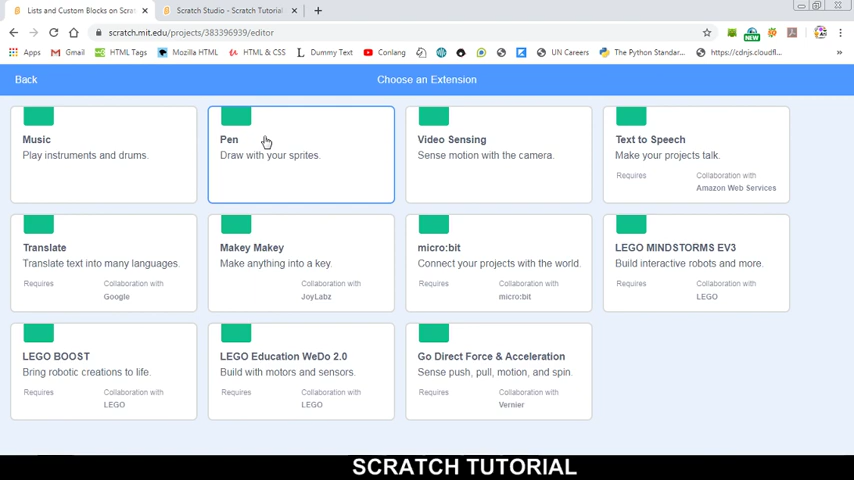 Lists and Custom Blocks on Scrat
Scratch Studio - Scratch Tutorial
scratch.mit.edu/projects/383396939/editor
Apps
Gmail
HTML Tags
Mozilla HTML
HTML & CSS
Dummy Text
Conlang
UN Careers
The Python Standar...
https://cdnjs.cloudfl...
Back
Choose an Extension
Music
Play instruments and drums.
Pen
Draw with your sprites.
Video Sensing
Sense motion with the camera.
Text to Speech
Make your projects talk.
Requires
Collaboration with
Amazon Web Services
Translate
Translate text into many languages.
Requires
Collaboration with
Google
Makey Makey
Make anything into a key.
Collaboration with
JoyLabz
micro:bit
Connect your projects with the world.
Requires
Collaboration with
micro:bit
LEGO MINDSTORMS EV3
Build interactive robots and more.
Requires
Collaboration with
LEGO
LEGO BOOST
Bring robotic creations to life.
Requires
Collaboration with
LEGO
LEGO Education WeDo 2.0
Build with motors and sensors.
Requires
Collaboration with
LEGO
Go Direct Force & Acceleration
Sense push, pull, motion, and spin.
Requires
Collaboration with
Vernier
SCRATCH TUTORIAL